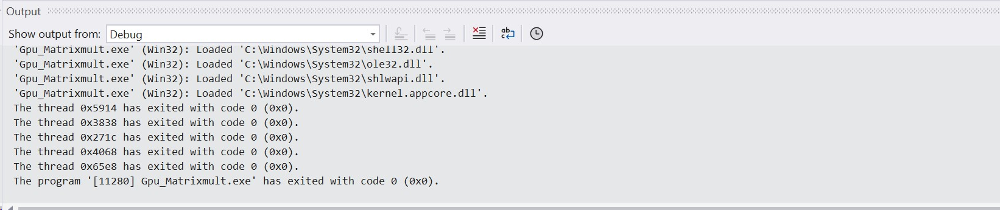 Output
Show output from: Debug
'Gpu_Matrixmult.exe' (Win32): Loaded 'C:\Windows\System32\shell32.dll'.
'Gpu_Matrixmult.exe' (Win32): Loaded 'C:\Windows\System32\ole32.dll'.
'Gpu_Matrixmult.exe' (Win32): Loaded 'C:\Windows\System32\shlwapi.dll'.
'Gpu_Matrixmult.exe' (Win32): Loaded 'C:\Windows\System32\kernel.appcore.dll'.
The thread 0x5914 has exited with code 0 (0x0).
The thread 0x3838 has exited with code 0 (0x0).
The thread 0x271c has exited with code 0 (0x0).
The thread 0x4068 has exited with code 0 (0x0).
The thread 0x65e8 has exited with code 0 (0x0).
The program '[11280] Gpu_Matrixmult.exe' has exited with code 0 (0x0).